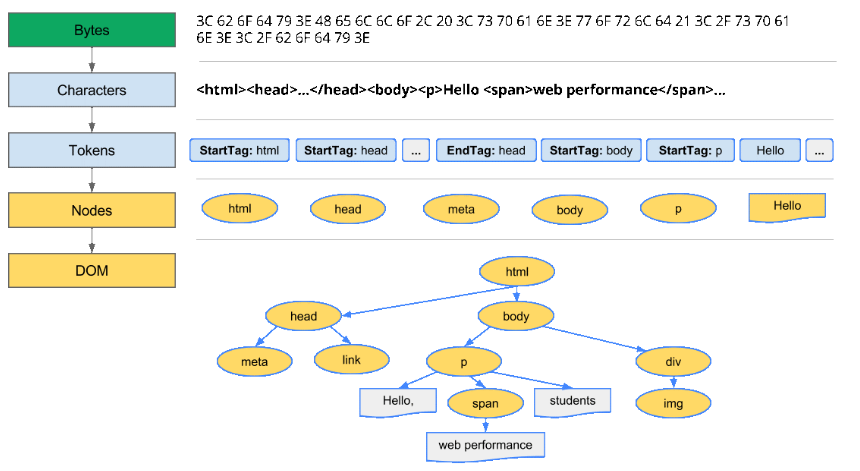 Bytes
3C 62 6F 64 79 3E 48 65 6C 6C 6F 2C 20 3C 73 70 61 6E 3E 77 6F 72 6C 64 21 3C 2F 73 70 61
6E 3E 3C 2F 62 6F 64 79 3E
Characters
<html><head>...</head><body><p>Hello <span>web performance</span>...
Tokens
StartTag: html
StartTag: head
...
EndTag: head
StartTag: body
StartTag: p
Hello
...
Nodes
html
head
meta
body
p
Hello
DOM
html
head
body
meta
link
p
div
Hello,
span
students
img
web performance